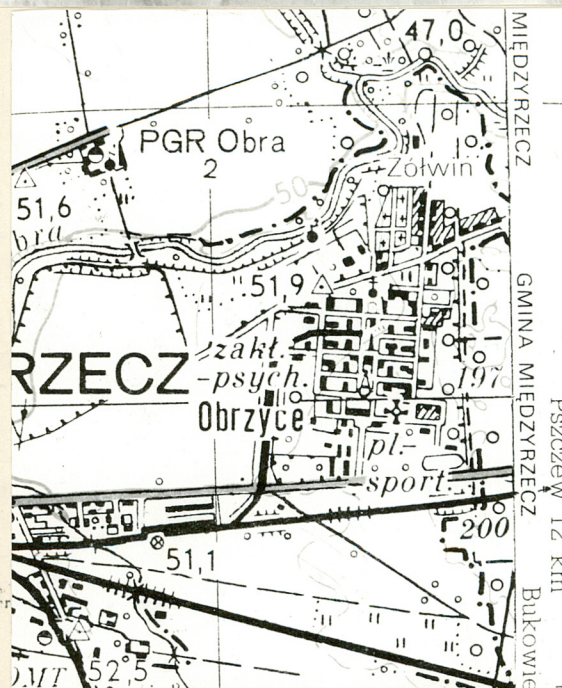 47,0
PGR Obra
2
Żółwin
50
51,6
bra
51,9
RZECZ
zakł.
-psych.
Obrzyce
197
pl.-
sport.
200
51,1
52,5
MIĘDZYRZECZ
GMINA MIĘDZYRZECZ
Pszczew 12 km
Bukowie